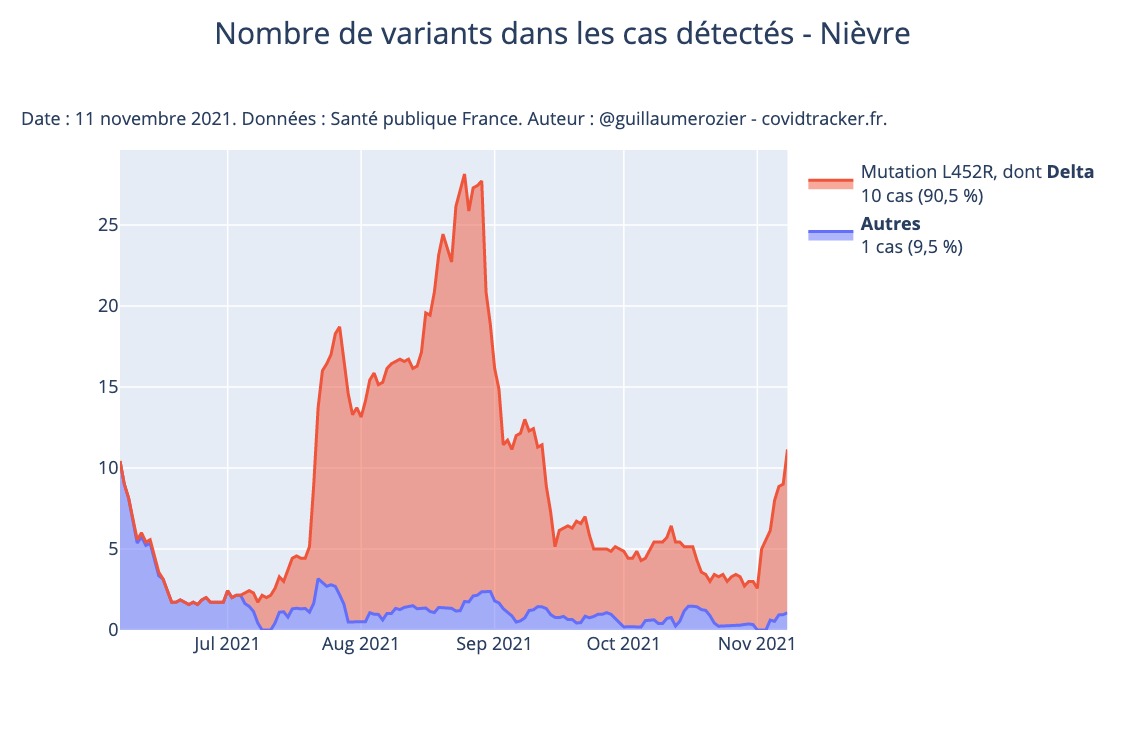 Nombre de variants dans les cas détectés - Nièvre
Date : 11 novembre 2021. Données : Santé publique France. Auteur : @guillaumerozier - covidtracker.fr.
Mutation L452R, dont Delta
10 cas (90,5 %)
Autres
1 cas (9,5 %)
25
20
15
10
5
0
Jul 2021
Aug 2021
Sep 2021
Oct 2021
Nov 2021